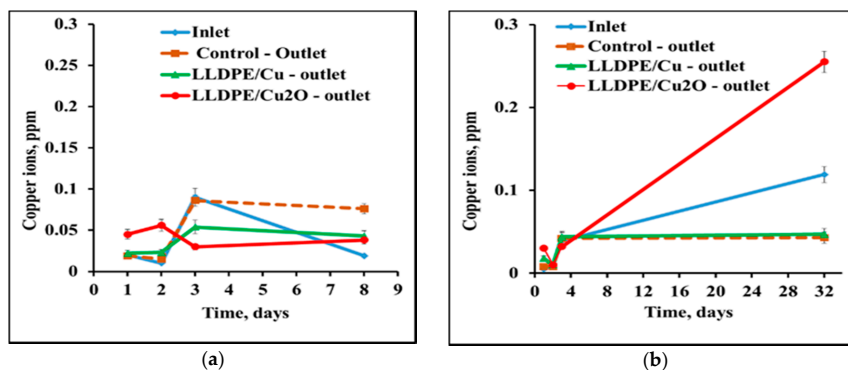 0.3
0.25
0.2
0.15
0.1
0.05
0
Copper ions, ppm
Inlet
Control - Outlet
LLDPE/Cu - outlet
LLDPE/Cu2O - outlet
0 1 2 3 4 5 6 7 8 9
Time, days
(a)
0.3
0.2
0.1
0
Copper ions, ppm
Inlet
Control - outlet
LLDPE/Cu - outlet
LLDPE/Cu2O - outlet
0 4 8 12 16 20 24 28 32
Time, days
(b)